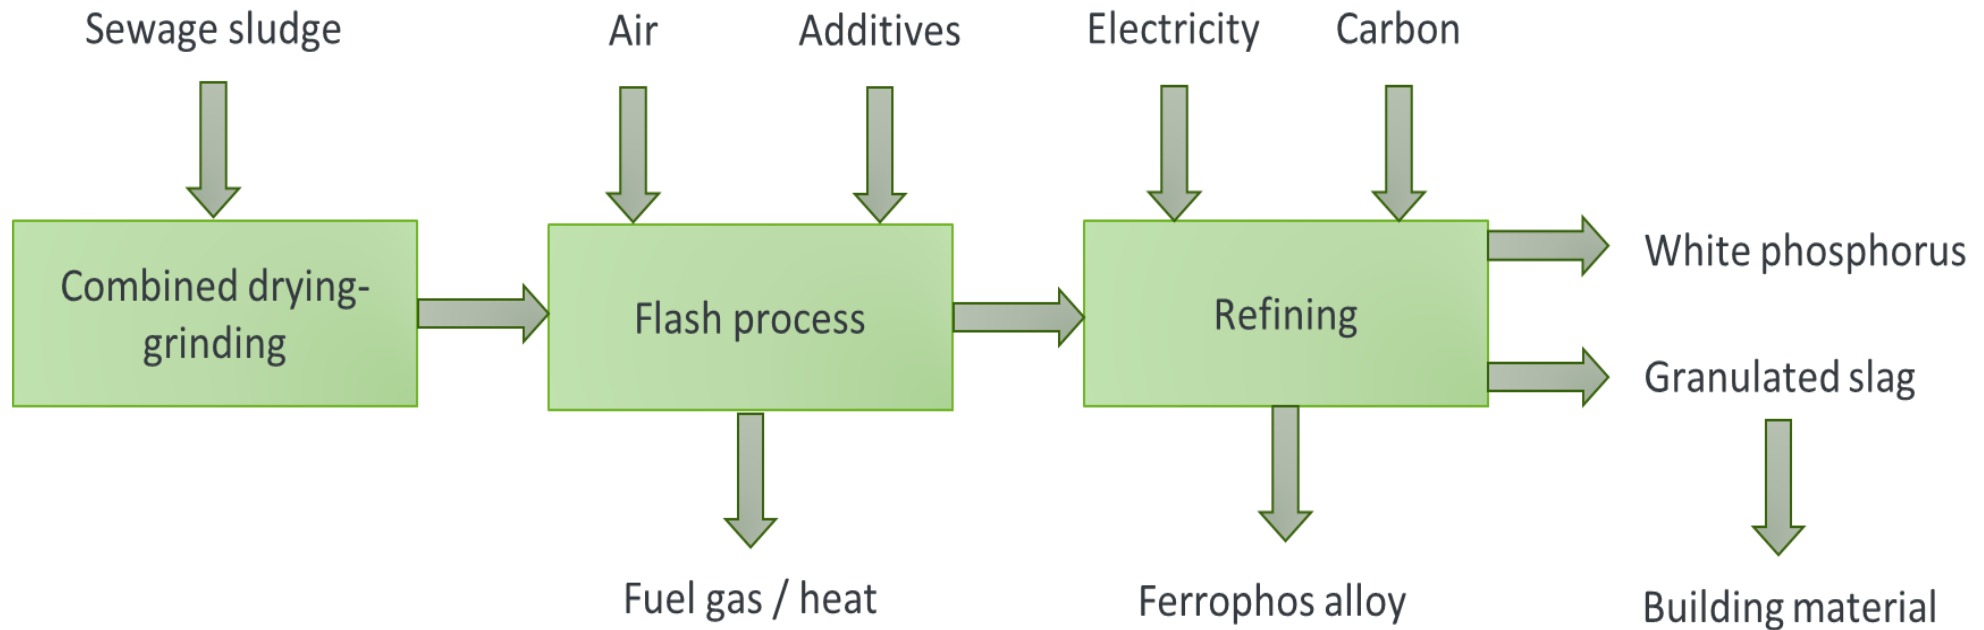 Sewage sludge
Air
Additives
Electricity
Carbon
Combined drying-
grinding
Flash process
Refining
White phosphorus
Granulated slag
Fuel gas / heat
Ferrophos alloy
Building material